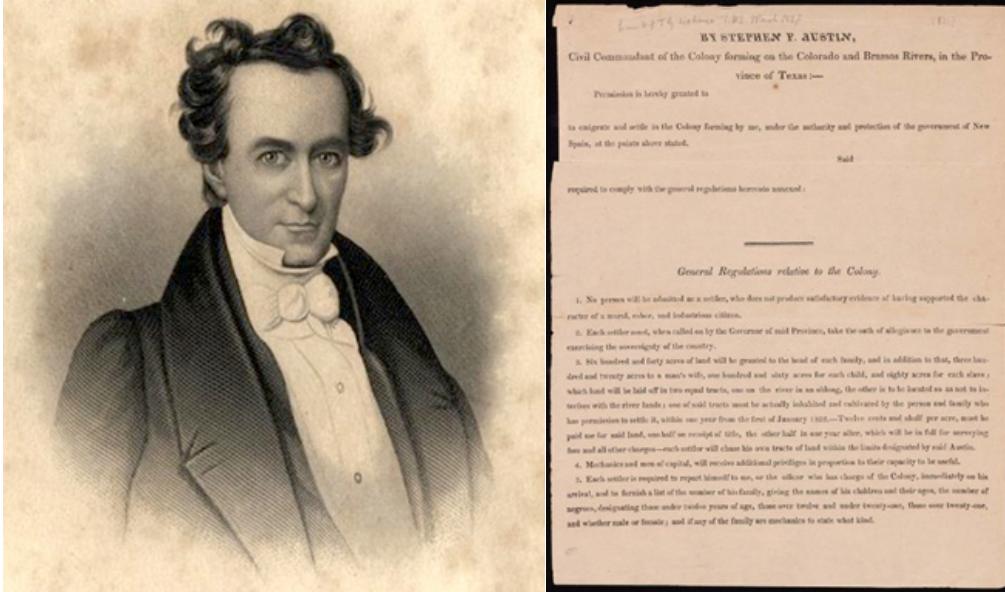 BY STEPHEN F. AUSTIN,
Civil Commandant of the Colony forming on the Colorado and Brassos Rivers, in the Pro-
vince of Texas:—
Permission is hereby granted to
to emigrate and settle in the Colony forming by me, under the authority and protection of the government of New
Spain, at the points above stated.
Said
required to comply with the general regulations hereunto annexed:
General Regulations relative to the Colony.
1. No person will be admitted as a settler, who does not produce satisfactory evidence of having supported the cha-
racter of a moral, sober, and industrious citizen.
2. Each settler must, when called on by the Governor of said Province, take the oath of allegiance to the government
exercising the sovereignty of the country.
3. Six hundred and forty acres of land will be granted to the head of each family, and in addition to that, three hun-
dred and twenty acres to a man's wife, one hundred and sixty acres for each child, and eighty acres for each slave;
which land will be laid off in two equal tracts, one on the river in an oblong, the other is to be located so as not to in-
terfere with the river lands; one of said tracts must be actually inhabited and cultivated by the person and family who
has permission to settle it, within one year from the first of January —Twelve cents and a half per acre, must be
paid me for said land, one half on receipt of title, the other half in one year after, which will be in full for surveying
fees and all other charges—each settler will chuse his own tracts of land within the limits designated by said Austin.
4. Mechanics and men of capital, will receive additional privileges in proportion to their capacity to be useful.
5. Each settler is required to report himself to me, or the officer who has charge of the Colony, immediately on his
arrival, and to furnish a list of the number of his family, giving the names of his children and their ages, the number of
negroes, designating those under twelve years of age, those over twelve and under twenty-one, those over twenty-one,
and whether male or female; and if any of the family are mechanics to state what kind.